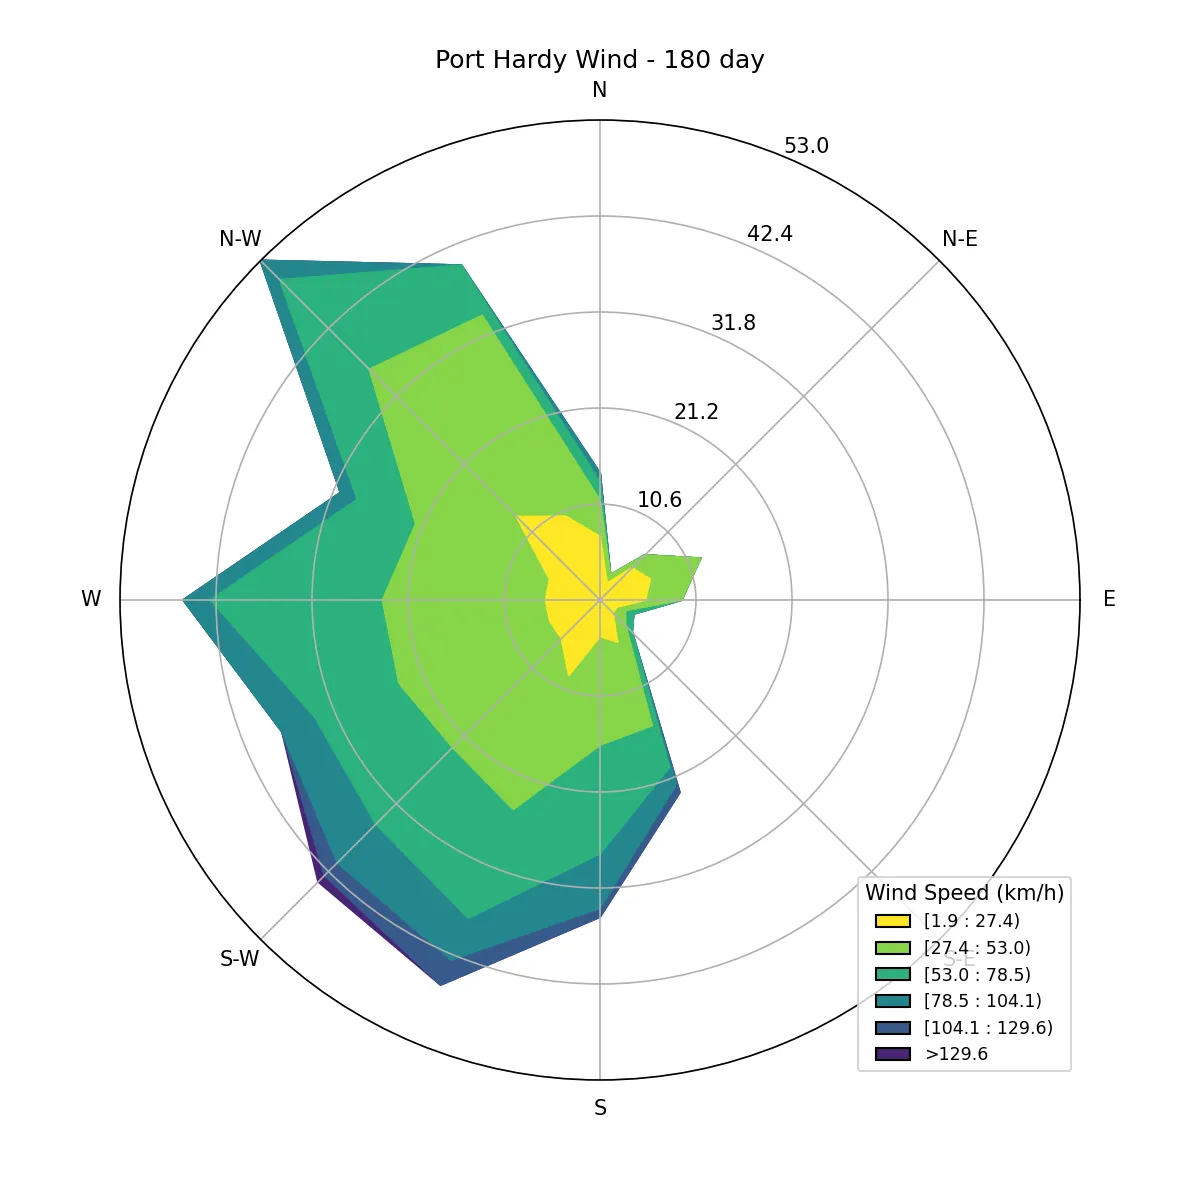 Port Hardy Wind - 180 day
N
53.0
42.4
N-W
N-E
31.8
21.2
10.6
W
E
Wind Speed (km/h)
[1.9 : 27.4)
[27.4 : 53.0)
S-W
S-E
[53.0 : 78.5)
[78.5 : 104.1)
[104.1 : 129.6)
>129.6
S